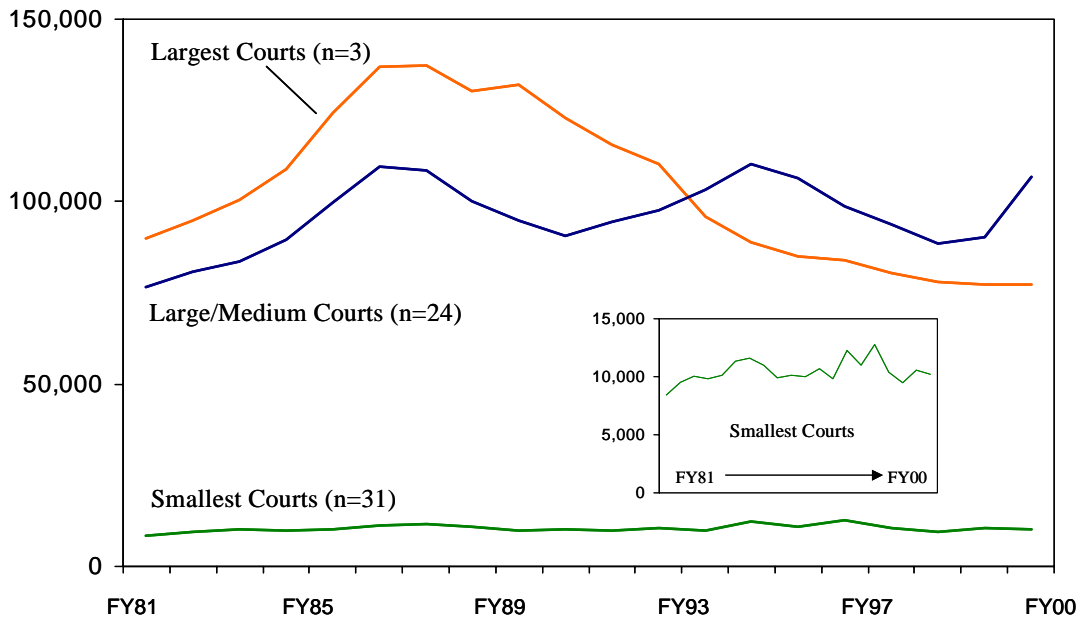 150,000
Largest Courts (n=3)
100,000
Large/Medium Courts (n=24)
15,000
50,000
10,000
5,000
Smallest Courts
FY81
FY00
0
Smallest Courts (n=31)
0
FY81
FY85
FY89
FY93
FY97
FY00